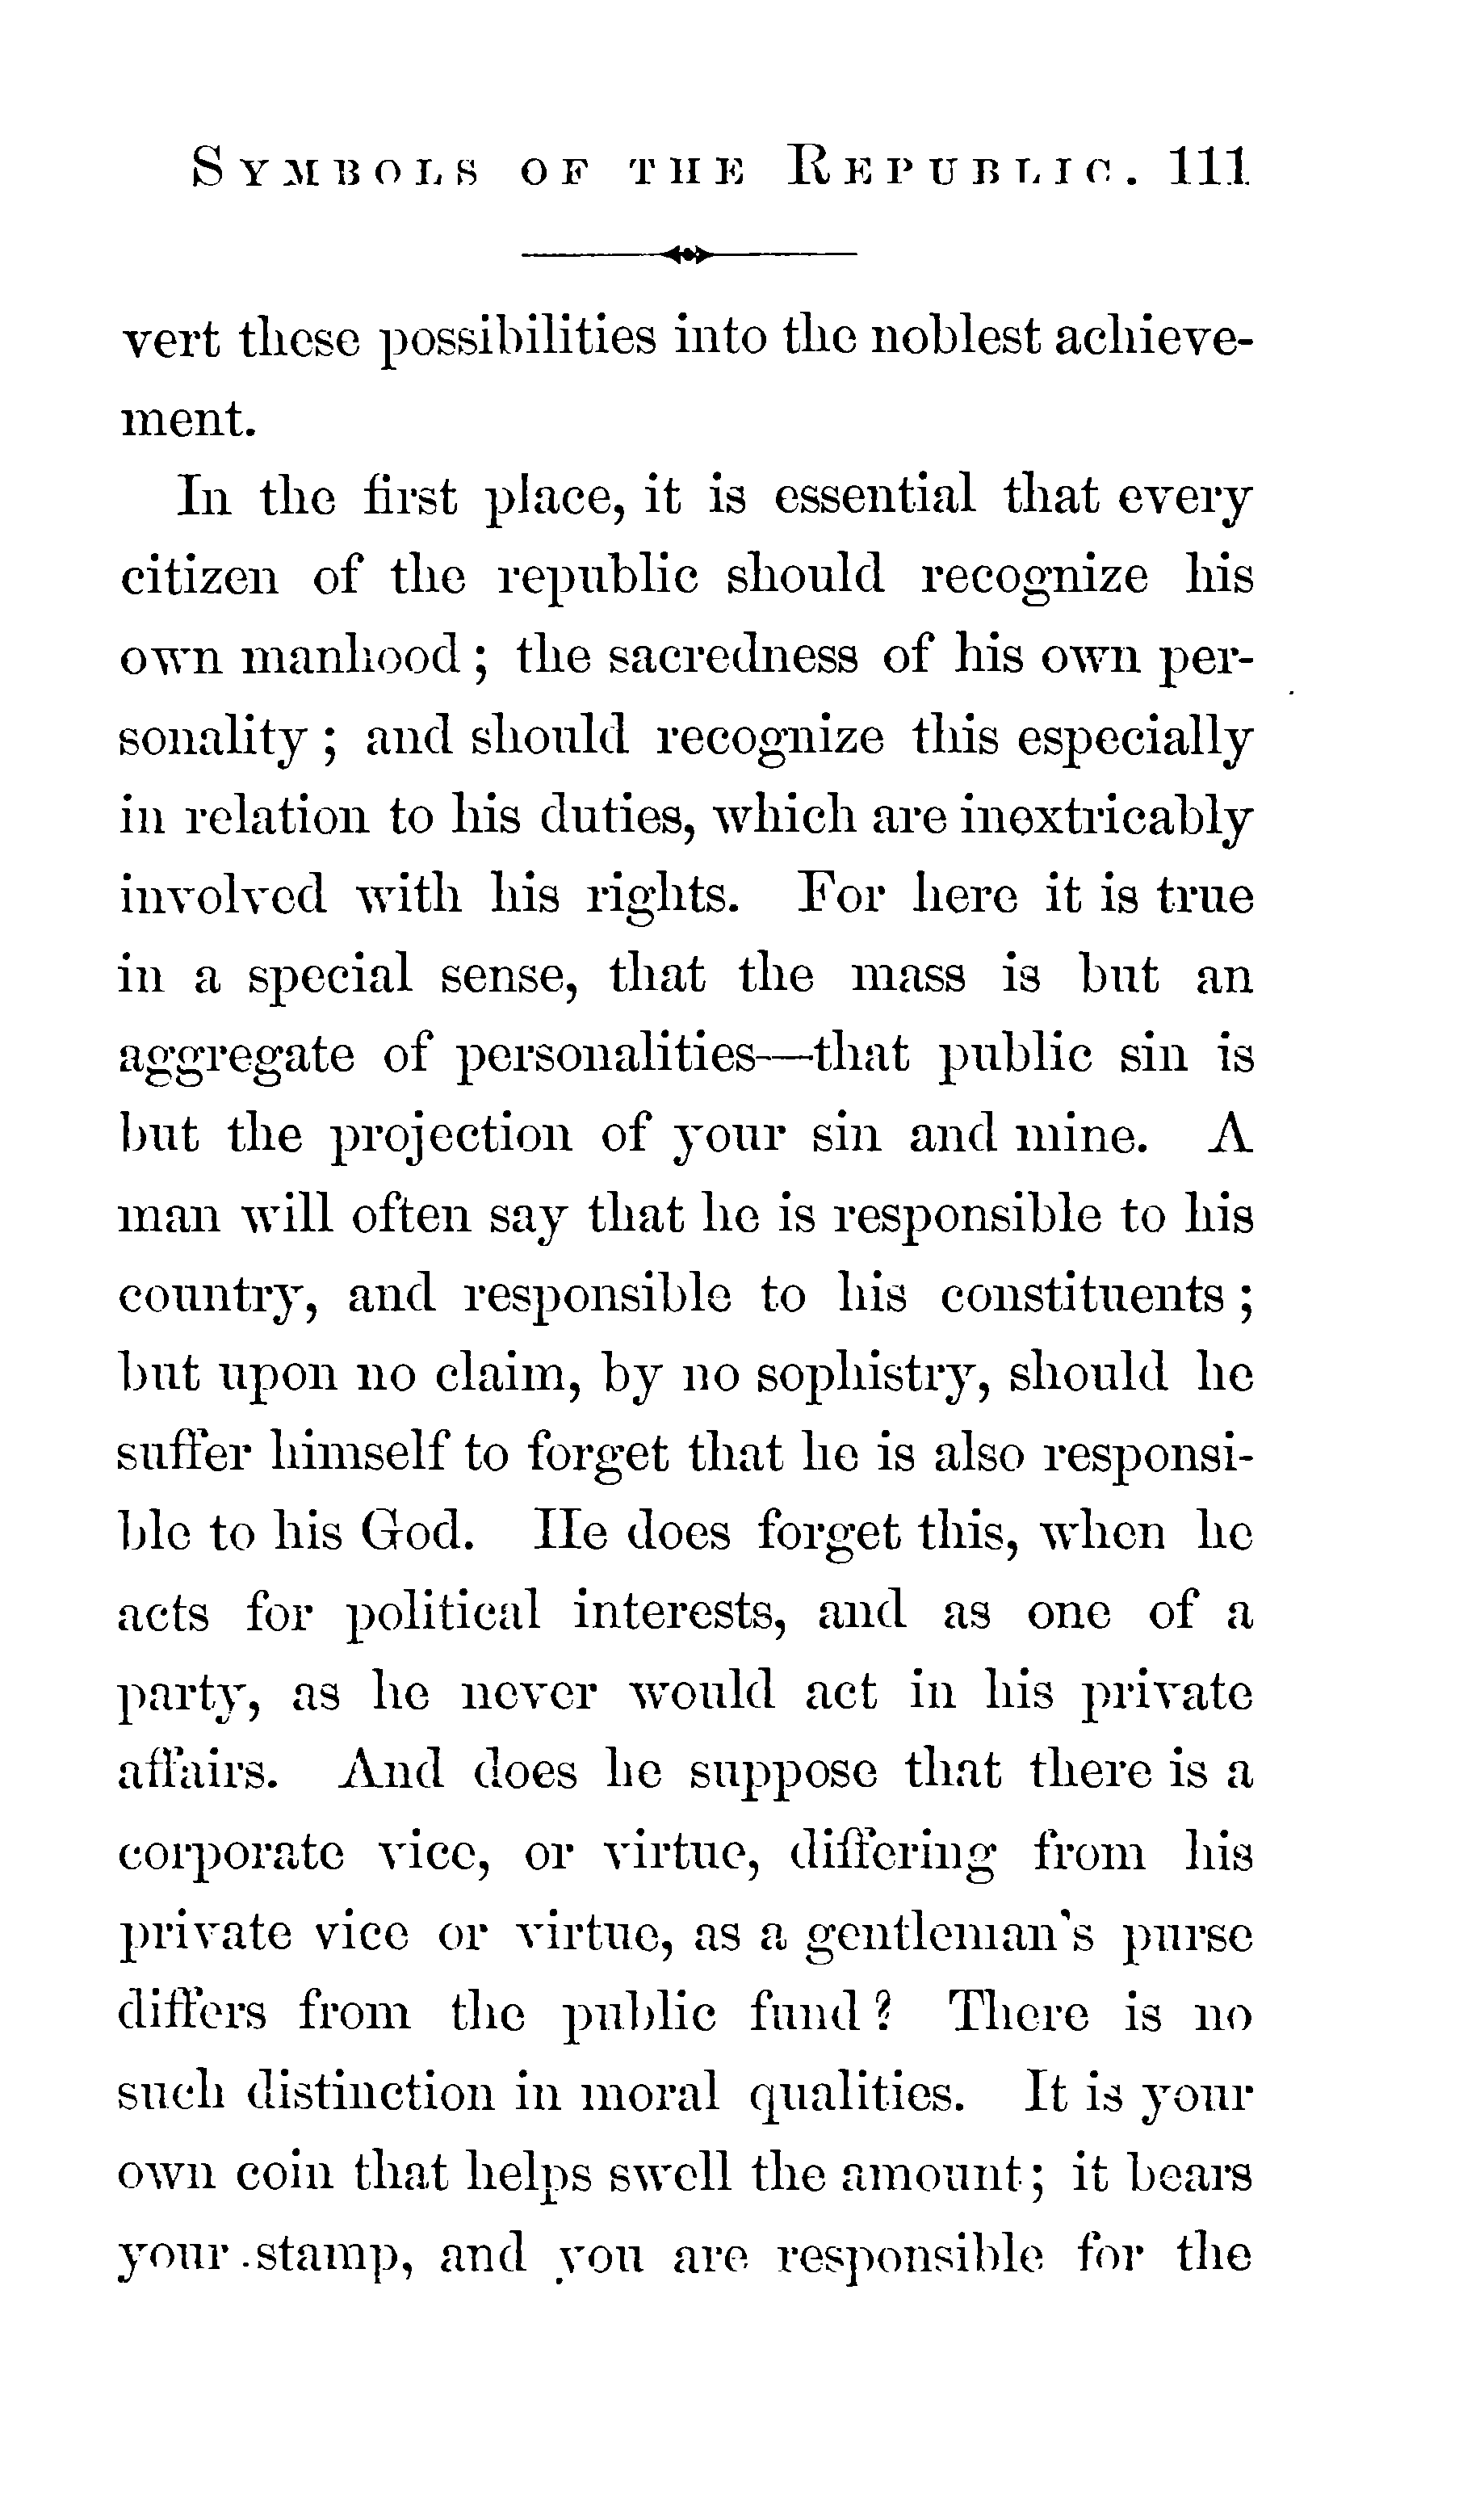 SYMBOLS OF THE REPUBLIC. 111
vert these possibilities into the noblest achieve-
ment.
In the first place, it is essential that every
citizen of the republic should recognize his
own manhood; the sacredness of his own per-
sonality; and should recognize this especially
in relation to his duties, which are inextricably
involved with his rights. For here it is true
in a special sense, that the mass is but an
aggregate of personalities—that public sin is
but the projection of your sin and mine. A
man will often say that he is responsible to his
country, and responsible to his constituents;
but upon no claim, by no sophistry, should he
suffer himself to forget that he is also responsi-
ble to his God. He does forget this, when he
acts for political interests, and as one of a
party, as he never would act in his private
affairs. And does he suppose that there is a
corporate vice, or virtue, differing from his
private vice or virtue, as a gentleman's purse
differs from the public fund? There is no
such distinction in moral qualities. It is your
own coin that helps swell the amount; it bears
your stamp, and you are responsible for the